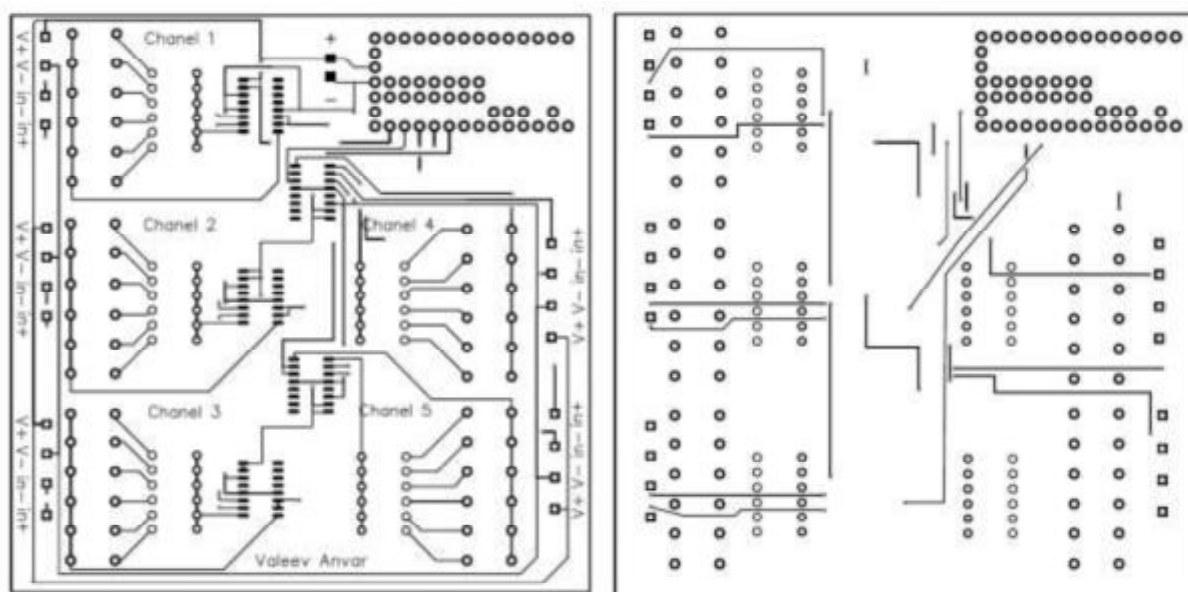 Chanel 1
+
−
V+ V- in- in+
Chanel 2
Chanel 4
V+ V- in- in+
V+ V- in- in+
Chanel 3
Chanel 5
V+ V- in- in+
V+ V- in- in+
Valeev Anvar